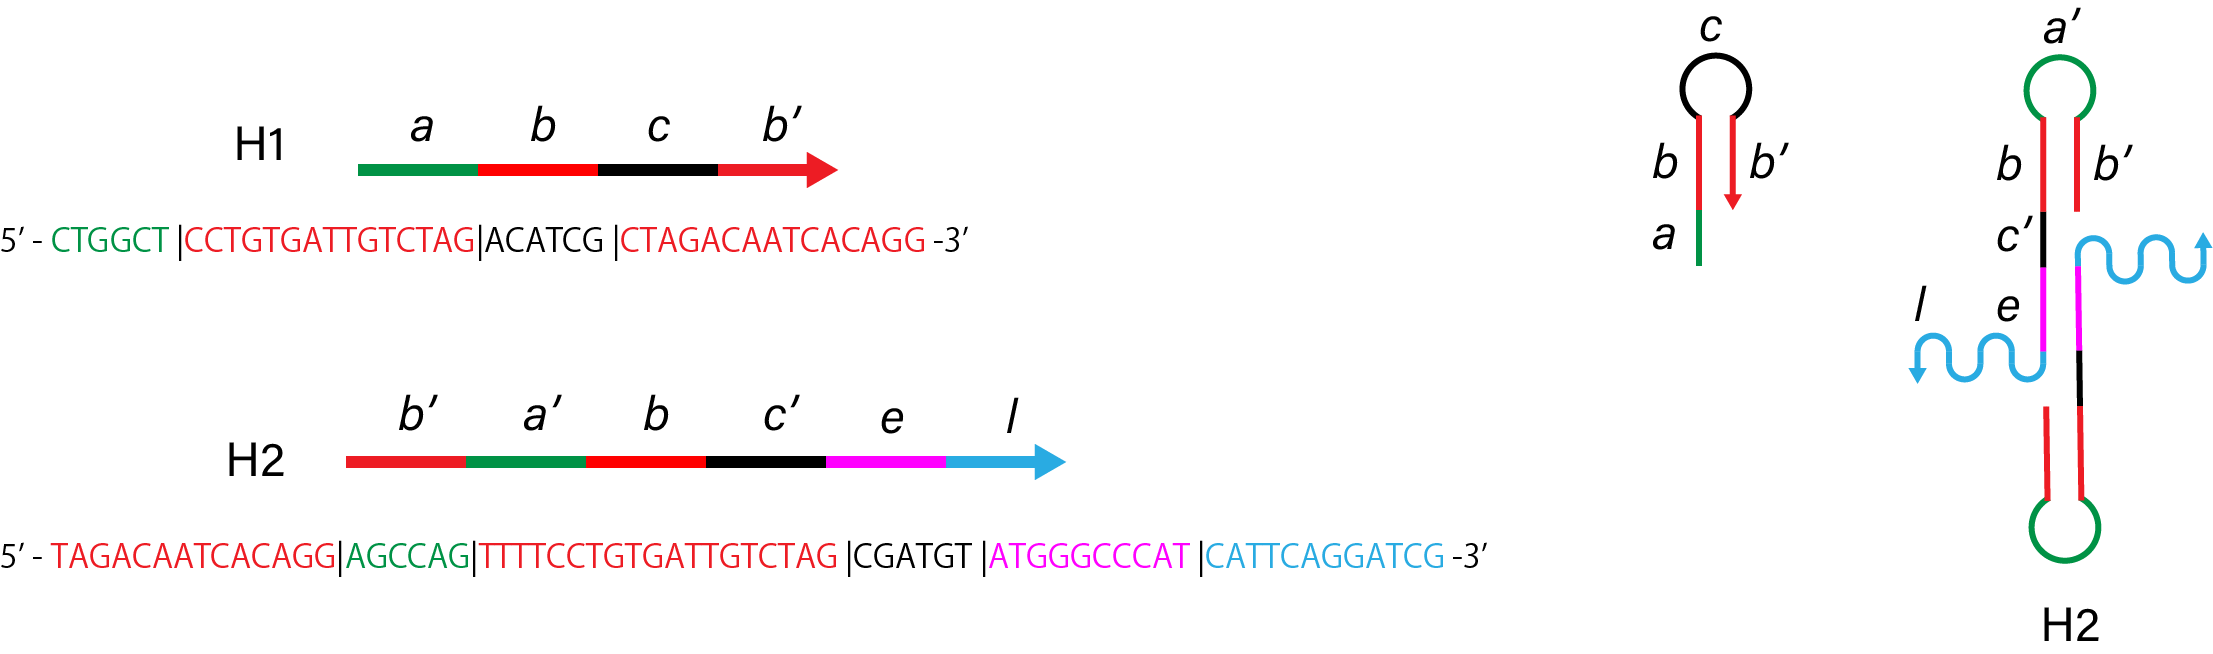 H1 a b c b′
5′ - CTGGCT |CCTGTGATTGTCTAG|ACATCG |CTAGACAATCACAGG -3′
H2 b′ a′ b c′ e l
5′ - TAGACAATCACAGG|AGCCAG|TTTTCCTGTGATTGTCTAG |CGATGT |ATGGGCCCAT |CATTCAGGATCG -3′
c
b b′
a
a′
b b′
c′
l e
H2